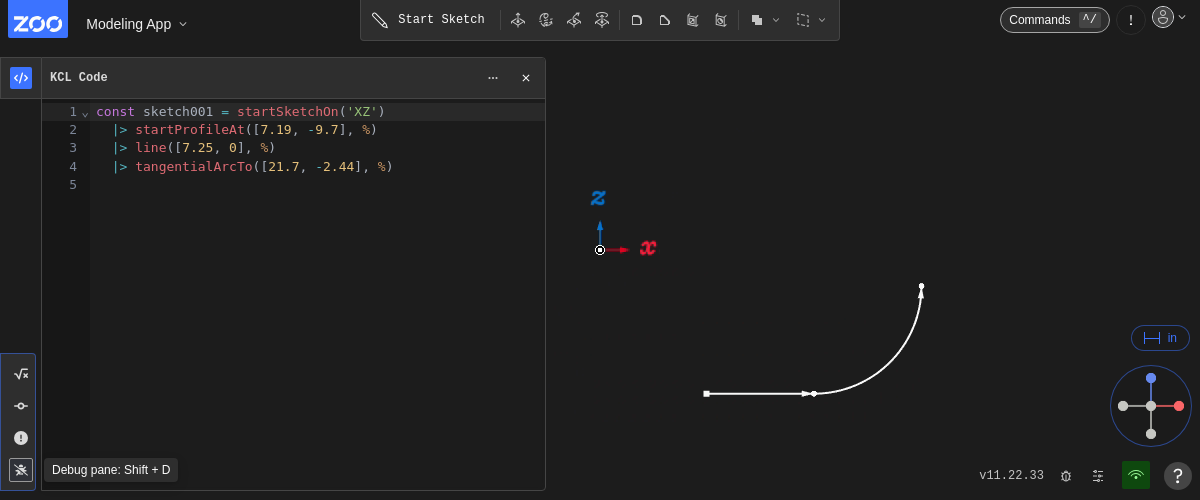 ZOO
Modeling App
Start Sketch
Commands ^/
!
KCL Code
1 const sketch001 = startSketchOn('XZ')
2 |> startProfileAt([7.19, -9.7], %)
3 |> line([7.25, 0], %)
4 |> tangentialArcTo([21.7, -2.44], %)
5
z
x
in
Debug pane: Shift + D
v11.22.33
?